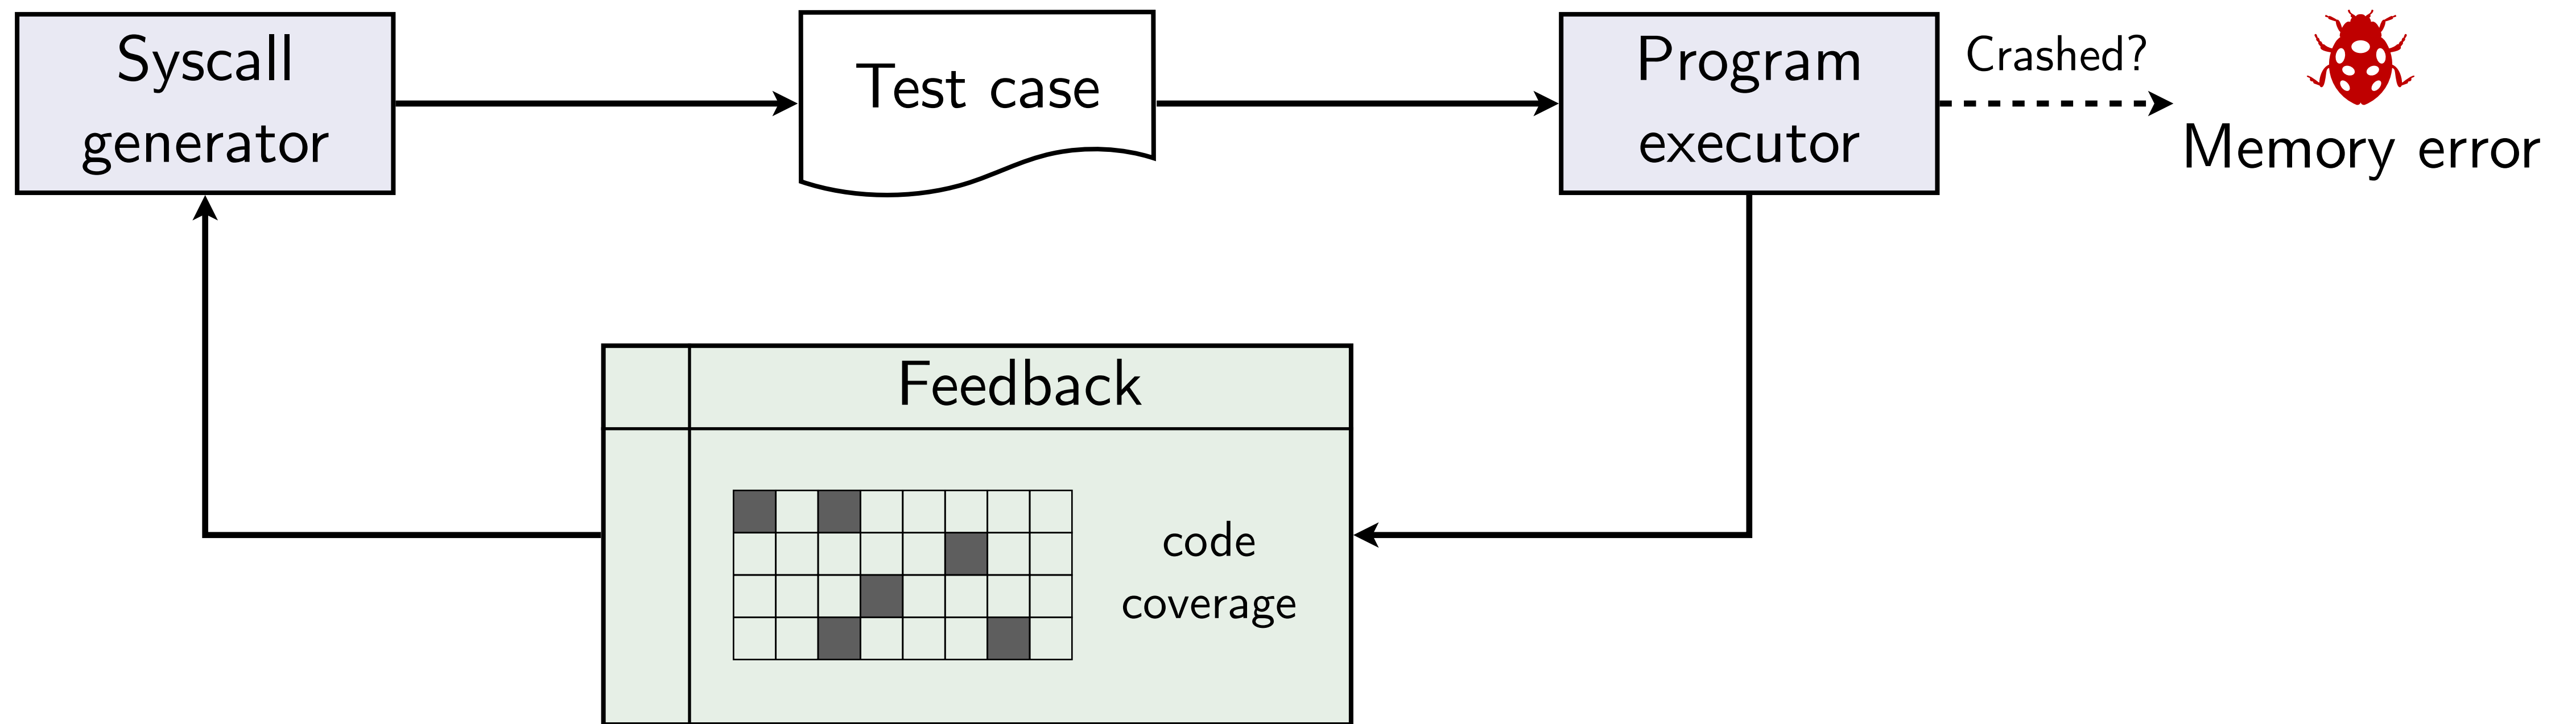 Syscall
generator
Test case
Program
executor
Crashed?
Memory error
Feedback
code
coverage